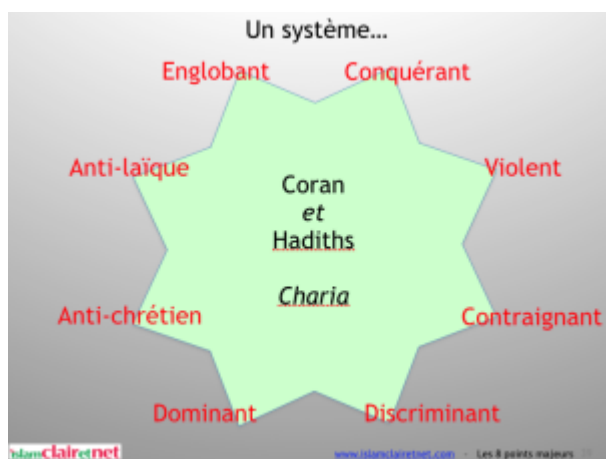 Un système…
Englobant Conquérant
Anti-laïque Violent
Coran
et
Hadiths
Charia
Anti-chrétien Contraignant
Dominant Discriminant
islamclairetnet
www.islamclairetnet.com - Les 8 points majeurs